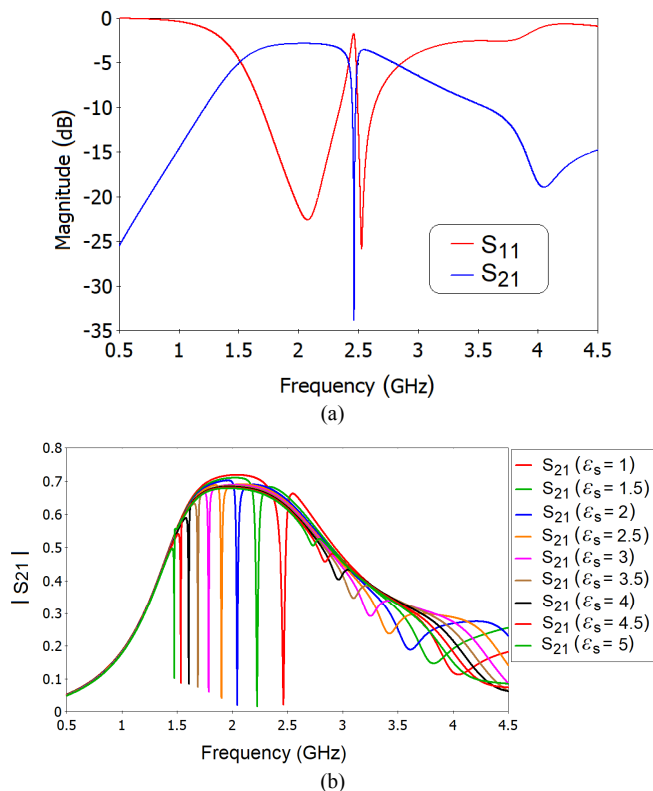 0
-5
-10
-15
-20
-25
-30
-35
Magnitude (dB)
S11
S21
0.5 1 1.5 2 2.5 3 3.5 4 4.5
Frequency (GHz)
(a)
0.8
0.7
0.6
0.5
0.4
0.3
0.2
0.1
0
| S21 |
S21 (εs = 1)
S21 (εs = 1.5)
S21 (εs = 2)
S21 (εs = 2.5)
S21 (εs = 3)
S21 (εs = 3.5)
S21 (εs = 4)
S21 (εs = 4.5)
S21 (εs = 5)
0.5 1 1.5 2 2.5 3 3.5 4 4.5
Frequency (GHz)
(b)